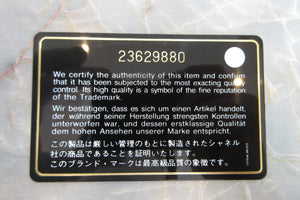 23629880
We certify the authenticity of this item and confirm
that it has been subjected to the most exacting quality
control. Its high quality is a symbol of the fine reputation
of the Trademark.
Wir bestätigen, dass es sich um einen Artikel handelt,
der während seiner Herstellung strengsten Kontrollen
unterworfen war, und dessen erstklassige Qualität
dem hohen Ansehen unserer Marke entspricht.
この製品は厳しい管理のもとに製造されたシャネル
社の商品であることを証明いたします。
このブランド・マークは最高級品質の象徴です。